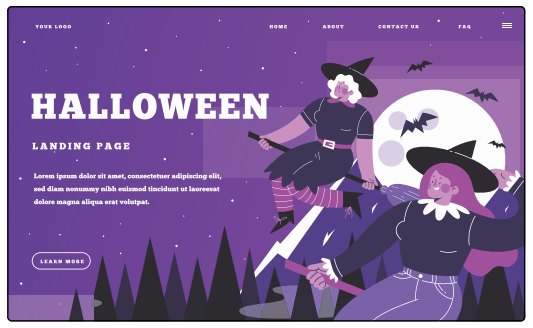 YOUR LOGO
HOME ABOUT CONTACT US FAQ
HALLOWEEN
LANDING PAGE
Lorem ipsum dolor sit amet, consectetuer adipiscing elit,
sed diam nonummy nibh euismod tincidunt ut laoreesat
dolore magna aliqua erat volutpat.
LEARN MORE